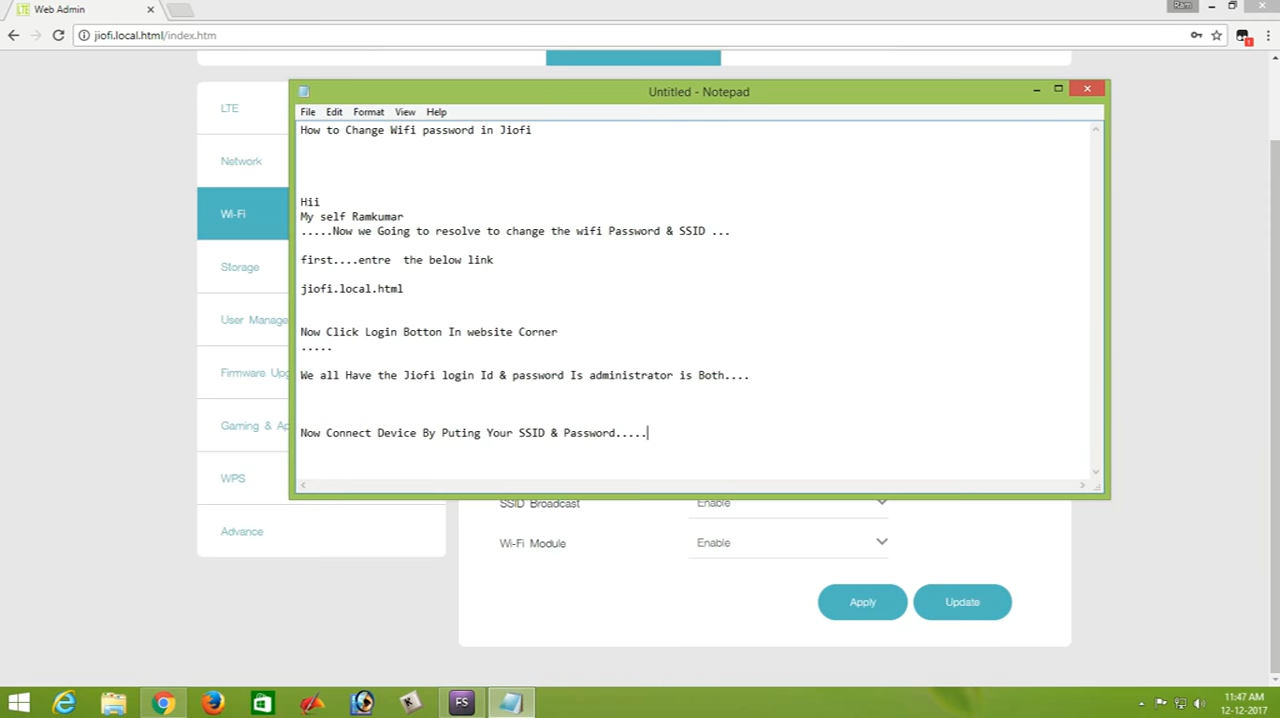 LTE Web Admin
Ram
jiofi.local.html/index.htm
1
LTE
Network
Wi-Fi
Storage
User Manage
Firmware Upg
Gaming & Ap
WPS
Advance
Untitled - Notepad
File Edit Format View Help
How to Change Wifi password in Jiofi
Hii
My self Ramkumar
.....Now we Going to resolve to change the wifi Password & SSID ...
first....entre  the below link
jiofi.local.html
Now Click Login Botton In website Corner
.....
We all Have the Jiofi login Id & password Is administrator is Both....
Now Connect Device By Puting Your SSID & Password.....
SSID Broadcast Enable
Wi-Fi Module Enable
Apply Update
FS
11:47 AM
12-12-2017